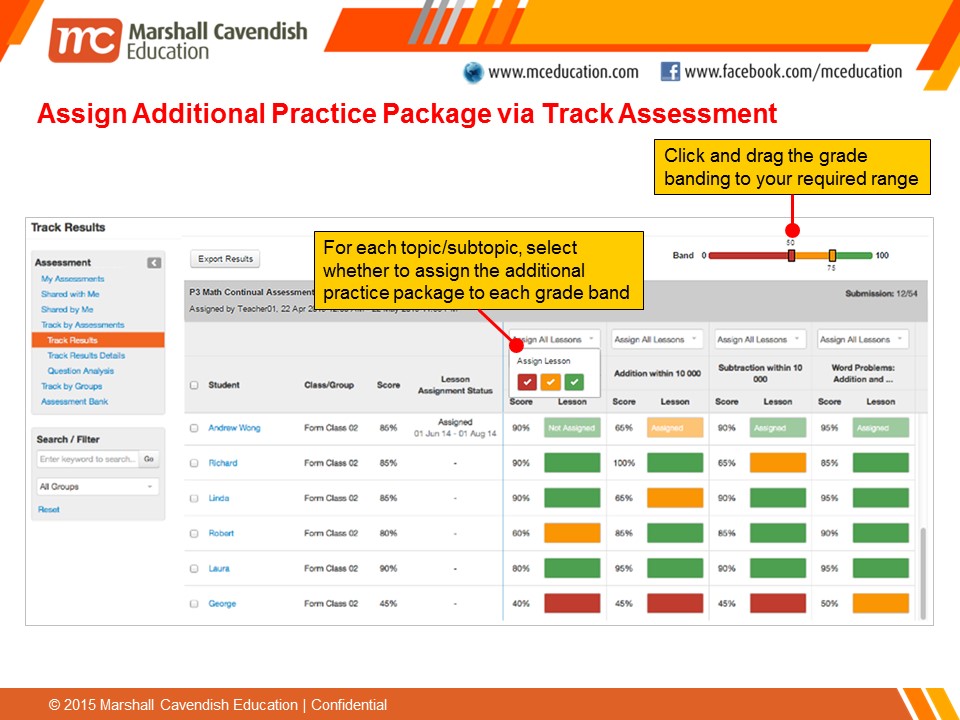 mc Marshall Cavendish
Education
www.mceducation.com
www.facebook.com/mceducation
Assign Additional Practice Package via Track Assessment
Click and drag the grade
banding to your required range
For each topic/subtopic, select
whether to assign the additional
practice package to each grade band
Track Results
Assessment
My Assessments
Shared with Me
Shared by Me
Track by Assessments
Track Results
Track Results Details
Question Analysis
Track by Groups
Assessment Bank
Search / Filter
Enter keyword to search... Go
All Groups
Reset
Export Results
Band 0 50 75 100
P3 Math Continual Assessment
Submission: 12/54
Assigned by Teacher01, 22 Apr
Assign All Lessons Assign All Lessons Assign All Lessons Assign All Lessons
Assign Lesson
Student Class/Group Score Lesson Assignment Status
Addition within 10 000
Subtraction within 10 000
Word Problems: Addition and ...
Score Lesson Score Lesson Score Lesson Score Lesson
Andrew Wong Form Class 02 85% Assigned 01 Jun 14 - 01 Aug 14 90% Not Assigned 65% Assigned 90% Assigned 95% Assigned
Richard Form Class 02 85% - 90% 100% 65% 85%
Linda Form Class 02 85% - 90% 65% 90% 95%
Robert Form Class 02 80% - 60% 85% 85% 90%
Laura Form Class 02 90% - 80% 95% 90% 95%
George Form Class 02 45% - 40% 45% 45% 50%
© 2015 Marshall Cavendish Education | Confidential